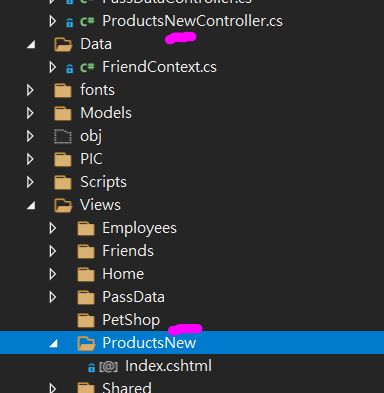 PassDataController.cs
C# ProductsNewController.cs
Data
C# FriendContext.cs
fonts
Models
obj
PIC
Scripts
Views
Employees
Friends
Home
PassData
PetShop
ProductsNew
[@] Index.cshtml
Shared